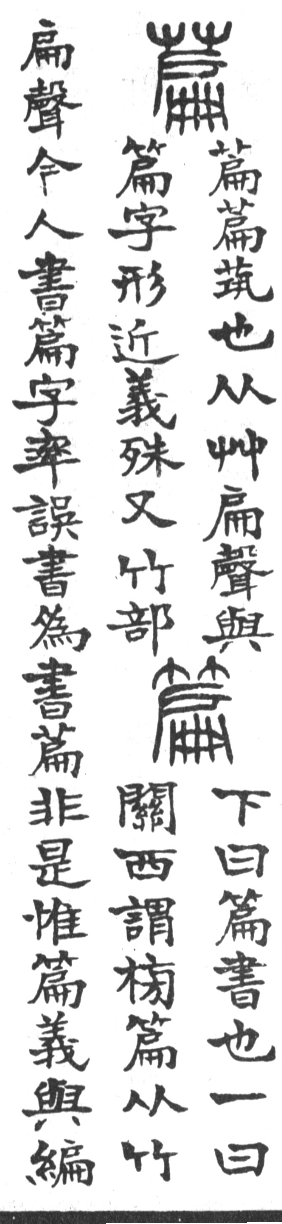 萹
萹萹茿也从艸扁聲與
篇字形近義殊又竹部
篇
下曰篇書也一曰
關西謂榜篇从竹
扁聲今人書篇字率誤書為書萹非是惟篇義與編